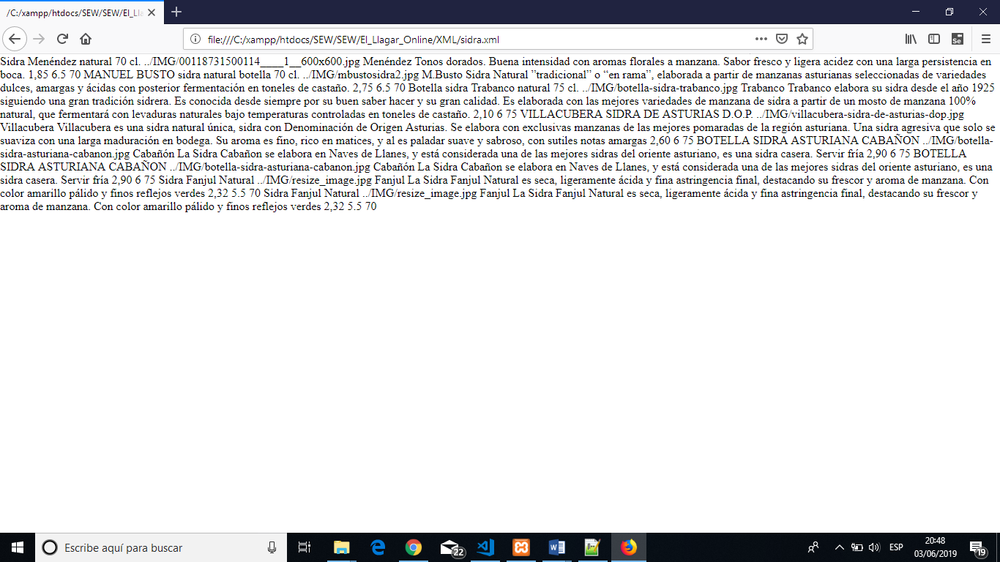 /C:/xampp/htdocs/SEW/SEW/El_Lla
file:///C:/xampp/htdocs/SEW/SEW/El_Llagar_Online/XML/sidra.xml
Se
Sidra Menéndez natural 70 cl. ../IMG/00118731500114_____1__600x600.jpg Menéndez Tonos dorados. Buena intensidad con aromas florales a manzana. Sabor fresco y ligera acidez con una larga persistencia en
boca. 1,85 6.5 70 MANUEL BUSTO sidra natural botella 70 cl. ../IMG/mbustosidra2.jpg M.Busto Sidra Natural ”tradicional” o “en rama”, elaborada a partir de manzanas asturianas seleccionadas de variedades
dulces, amargas y ácidas con posterior fermentación en toneles de castaño. 2,75 6.5 70 Botella sidra Trabanco natural 75 cl. ../IMG/botella-sidra-trabanco.jpg Trabanco Trabanco elabora su sidra desde el año 1925
siguiendo una gran tradición sidrera. Es conocida desde siempre por su buen saber hacer y su gran calidad. Es elaborada con las mejores variedades de manzana de sidra a partir de un mosto de manzana 100%
natural, que fermentará con levaduras naturales bajo temperaturas controladas en toneles de castaño. 2,10 6 75 VILLACUBERA SIDRA DE ASTURIAS D.O.P. ../IMG/villacubera-sidra-de-asturias-dop.jpg
Villacubera Villacubera es una sidra natural única, sidra con Denominación de Origen Asturias. Se elabora con exclusivas manzanas de las mejores pomaradas de la región asturiana. Una sidra agresiva que solo se
suaviza con una larga maduración en bodega. Su aroma es fino, rico en matices, y al es paladar suave y sabroso, con sutiles notas amargas 2,60 6 75 BOTELLA SIDRA ASTURIANA CABAÑON ../IMG/botella-
sidra-asturiana-cabanon.jpg Cabañón La Sidra Cabañon se elabora en Naves de Llanes, y está considerada una de las mejores sidras del oriente asturiano, es una sidra casera. Servir fría 2,90 6 75 BOTELLA
SIDRA ASTURIANA CABAÑON ../IMG/botella-sidra-asturiana-cabanon.jpg Cabañón La Sidra Cabañon se elabora en Naves de Llanes, y está considerada una de las mejores sidras del oriente asturiano, es una
sidra casera. Servir fría 2,90 6 75 Sidra Fanjul Natural ../IMG/resize_image.jpg Fanjul La Sidra Fanjul Natural es seca, ligeramente ácida y fina astringencia final, destacando su frescor y aroma de manzana. Con
color amarillo pálido y finos reflejos verdes 2,32 5.5 70 Sidra Fanjul Natural ../IMG/resize_image.jpg Fanjul La Sidra Fanjul Natural es seca, ligeramente ácida y fina astringencia final, destacando su frescor y
aroma de manzana. Con color amarillo pálido y finos reflejos verdes 2,32 5.5 70
Escribe aquí para buscar
22
ESP
20:48
03/06/2019
19